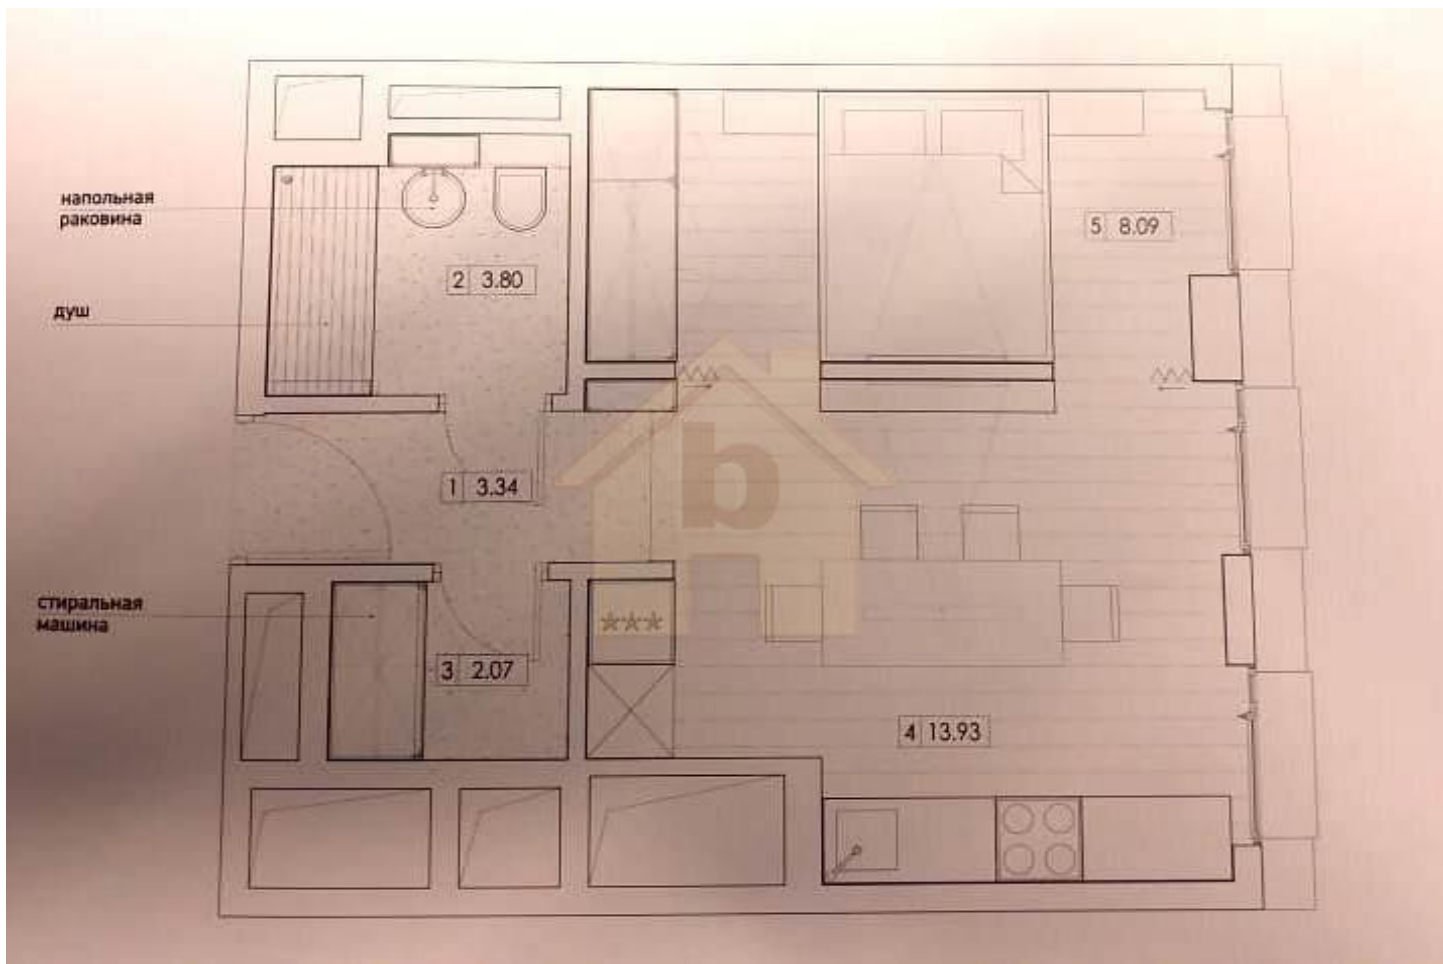 напольная
раковина
5 8.09
2 3.80
душ
b
1 3.34
стиральная
машина
***
3 2.07
4 13.93